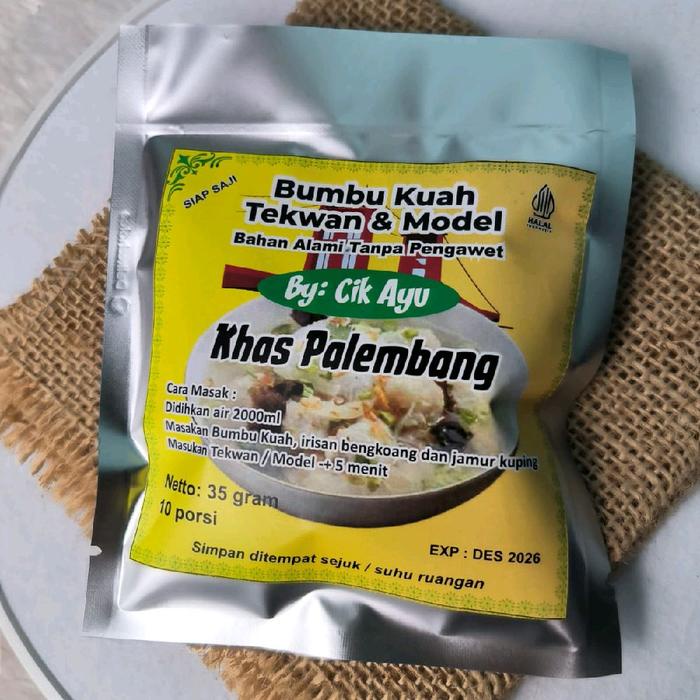 SIAP SAJI
Bumbu Kuah
Tekwan & Model
Bahan Alami Tanpa Pengawet
HALAL
INDONESIA
By: Cik Ayu
Khas Palembang
Cara Masak :
Didihkan air 2000ml
Masakan Bumbu Kuah, irisan bengkoang dan jamur kuping
Masukan Tekwan / Model -+ 5 menit
Netto: 35 gram
10 porsi
EXP : DES 2026
Simpan ditempat sejuk / suhu ruangan